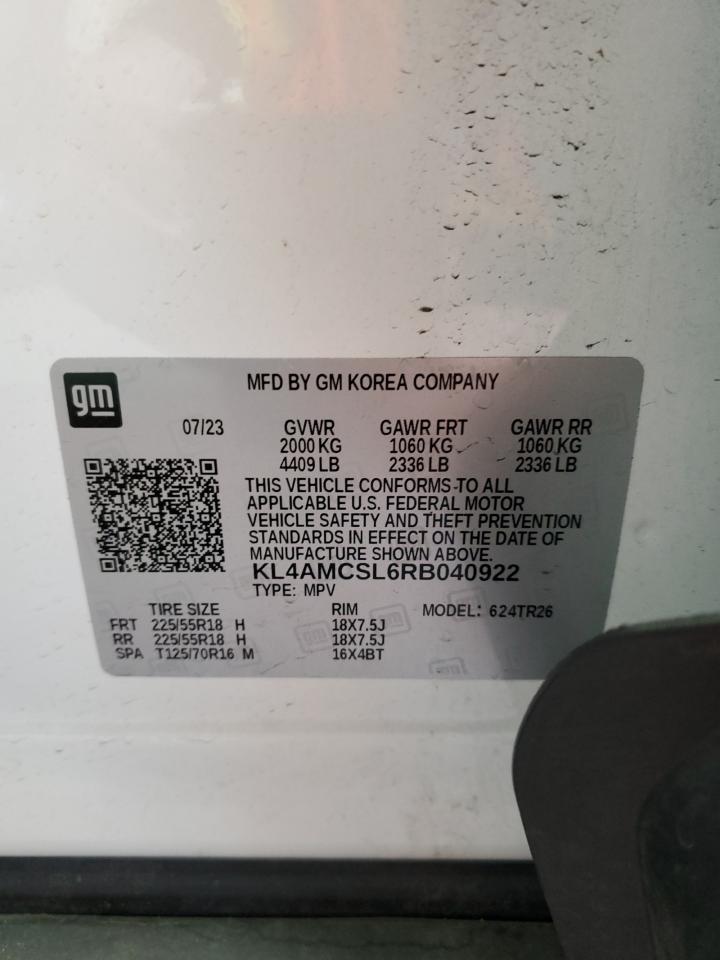 gm
MFD BY GM KOREA COMPANY
07/23 GVWR GAWR FRT GAWR RR
2000 KG 1060 KG 1060 KG
4409 LB 2336 LB 2336 LB
THIS VEHICLE CONFORMS TO ALL
APPLICABLE U.S. FEDERAL MOTOR
VEHICLE SAFETY AND THEFT PREVENTION
STANDARDS IN EFFECT ON THE DATE OF
MANUFACTURE SHOWN ABOVE.
KL4AMCSL6RB040922
TYPE: MPV
TIRE SIZE RIM MODEL: 624TR26
FRT 225/55R18 H 18X7.5J
RR 225/55R18 H 18X7.5J
SPA T125/70R16 M 16X4BT